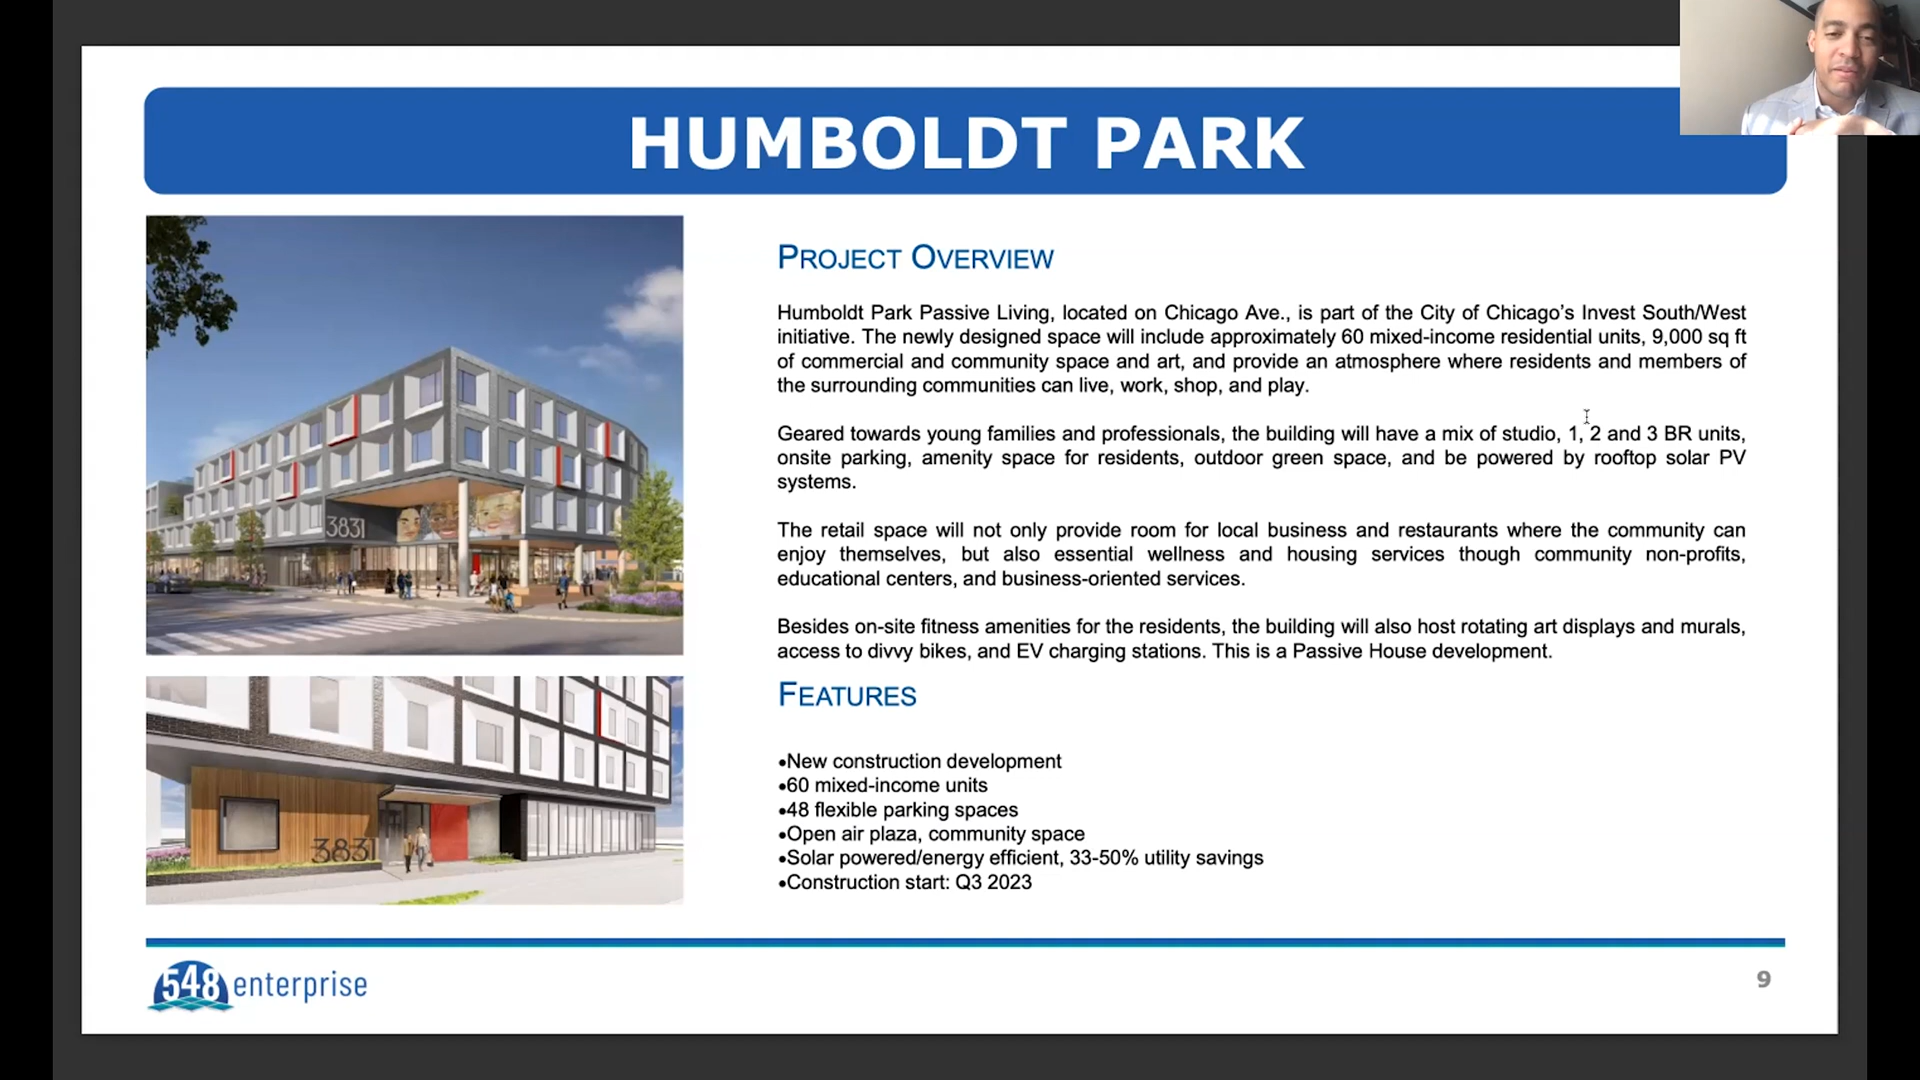 HUMBOLDT PARK
3831
3831
PROJECT OVERVIEW
Humboldt Park Passive Living, located on Chicago Ave., is part of the City of Chicago’s Invest South/West
initiative. The newly designed space will include approximately 60 mixed-income residential units, 9,000 sq ft
of commercial and community space and art, and provide an atmosphere where residents and members of
the surrounding communities can live, work, shop, and play.
Geared towards young families and professionals, the building will have a mix of studio, 1, 2 and 3 BR units,
onsite parking, amenity space for residents, outdoor green space, and be powered by rooftop solar PV
systems.
The retail space will not only provide room for local business and restaurants where the community can
enjoy themselves, but also essential wellness and housing services though community non-profits,
educational centers, and business-oriented services.
Besides on-site fitness amenities for the residents, the building will also host rotating art displays and murals,
access to divvy bikes, and EV charging stations. This is a Passive House development.
FEATURES
•New construction development
•60 mixed-income units
•48 flexible parking spaces
•Open air plaza, community space
•Solar powered/energy efficient, 33-50% utility savings
•Construction start: Q3 2023
548 enterprise
9